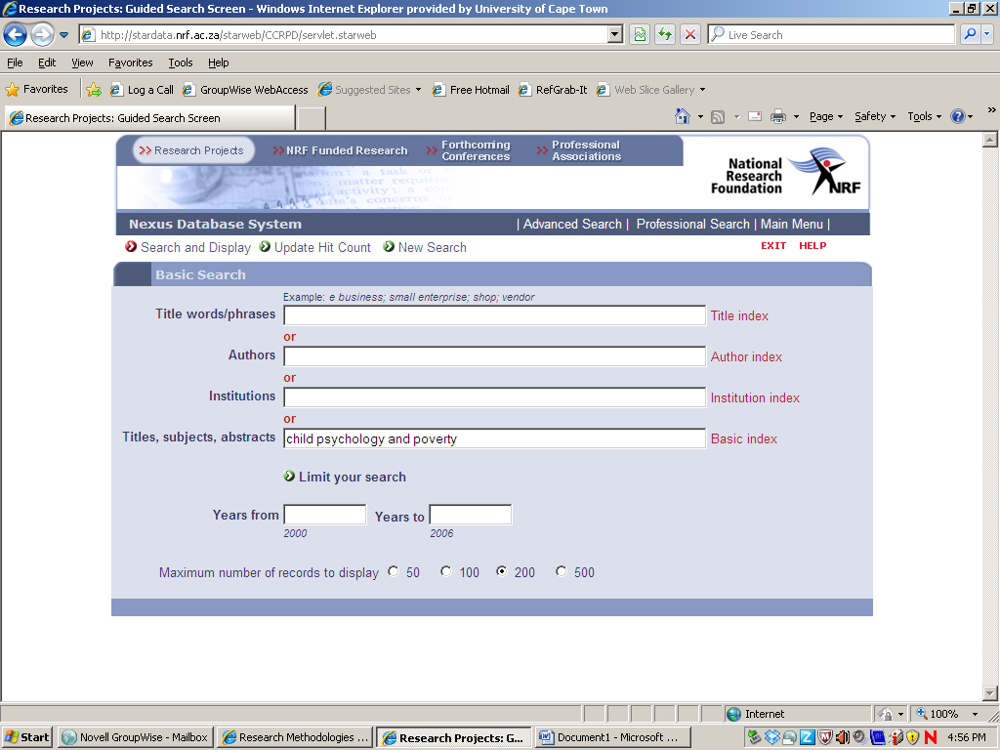 Research Projects: Guided Search Screen - Windows Internet Explorer provided by University of Cape Town
http://stardata.nrf.ac.za/starweb/CCRPD/servlet.starweb
Live Search
File Edit View Favorites Tools Help
Favorites Log a Call GroupWise WebAccess Suggested Sites Free Hotmail RefGrab-It Web Slice Gallery
Research Projects: Guided Search Screen
Page Safety Tools
>> Research Projects >> NRF Funded Research >> Forthcoming Conferences >> Professional Associations
National
Research
Foundation
NRF
Nexus Database System | Advanced Search | Professional Search | Main Menu |
Search and Display Update Hit Count New Search EXIT HELP
Basic Search
Example: e business; small enterprise; shop; vendor
Title words/phrases Title index
or
Authors Author index
or
Institutions Institution index
or
Titles, subjects, abstracts child psychology and poverty Basic index
Limit your search
Years from Years to
2000 2006
Maximum number of records to display 50 100 200 500
Internet 100%
Start Novell GroupWise - Mailbox Research Methodologies ... Research Projects: G... Document1 - Microsoft ... 4:56 PM